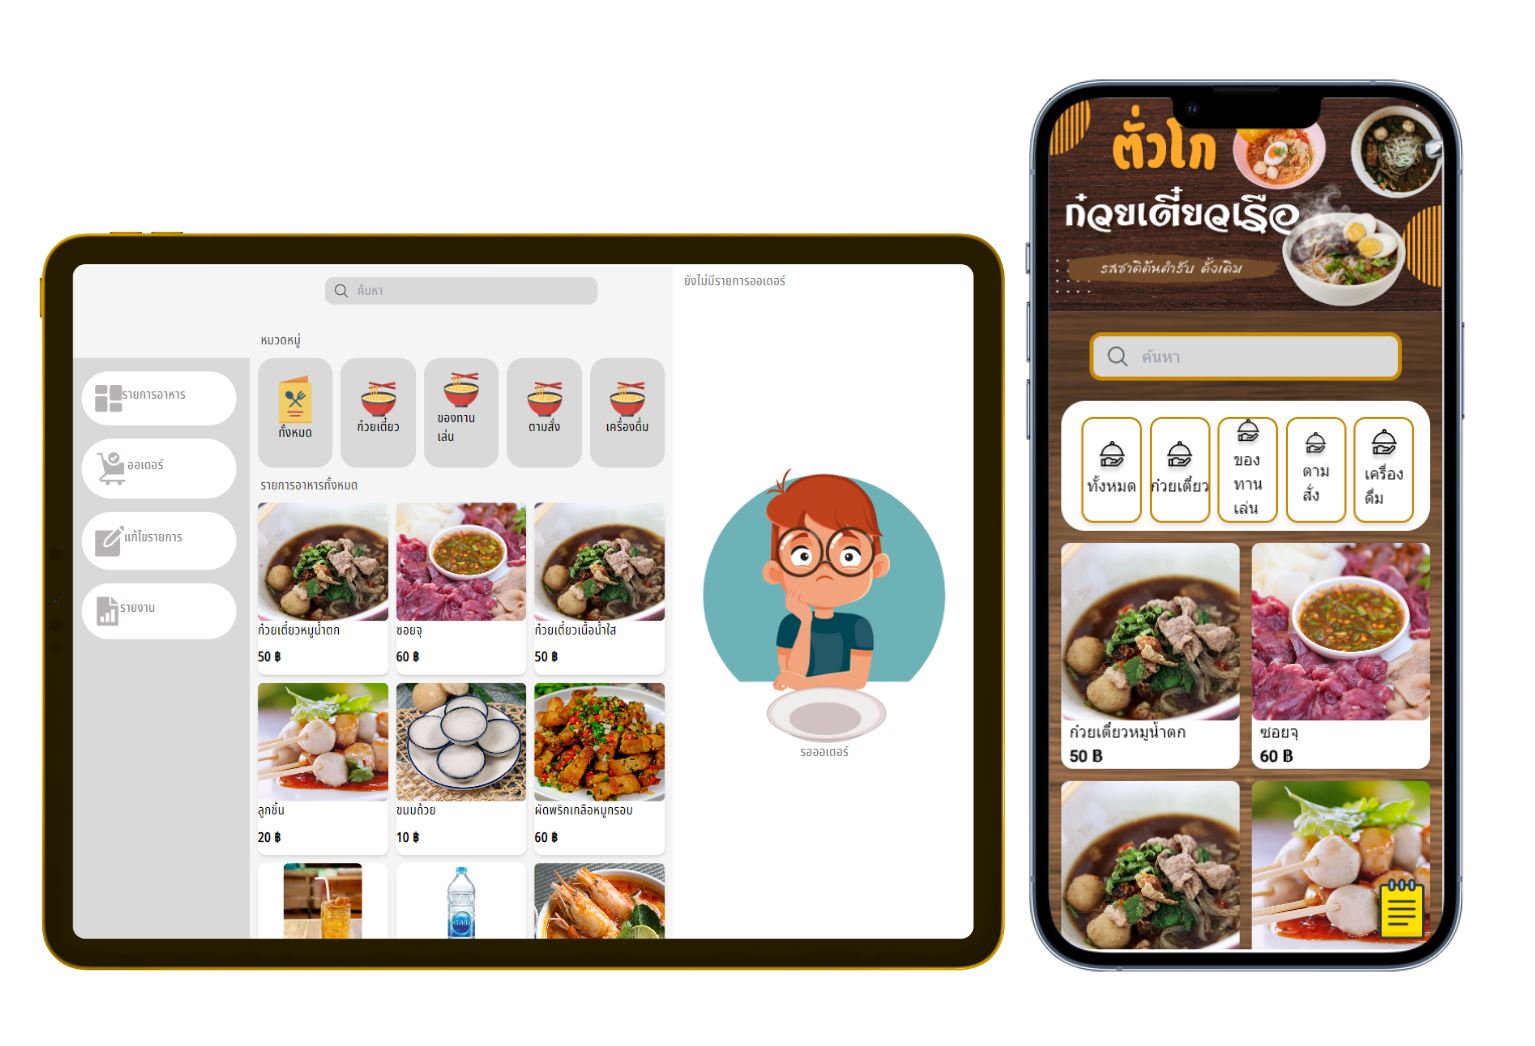 ค้นหา
ยังไม่มีรายการออเดอร์
หมวดหมู่
รายการอาหาร
ออเดอร์
แก้ไขรายการ
รายงาน
ทั้งหมด
ก๋วยเตี๋ยว
ของทาน
เล่น
ตามสั่ง
เครื่องดื่ม
รายการอาหารทั้งหมด
ก๋วยเตี๋ยวหมูน้ำตก
50 ฿
ซอยจุ
60 ฿
ก๋วยเตี๋ยวเนื้อน้ำใส
50 ฿
ลูกชิ้น
20 ฿
ขนมถ้วย
10 ฿
ผัดพริกเกลือหมูกรอบ
60 ฿
รอออเดอร์
ตั่วโก
ก๋วยเตี๋ยวเรือ
รสชาติต้นตำรับ ดั้งเดิม
ค้นหา
ทั้งหมด
ก๋วยเตี๋ยว
ของ
ทาน
เล่น
ตาม
สั่ง
เครื่อง
ดื่ม
ก๋วยเตี๋ยวหมูน้ำตก
50 ฿
ซอยจุ
60 ฿